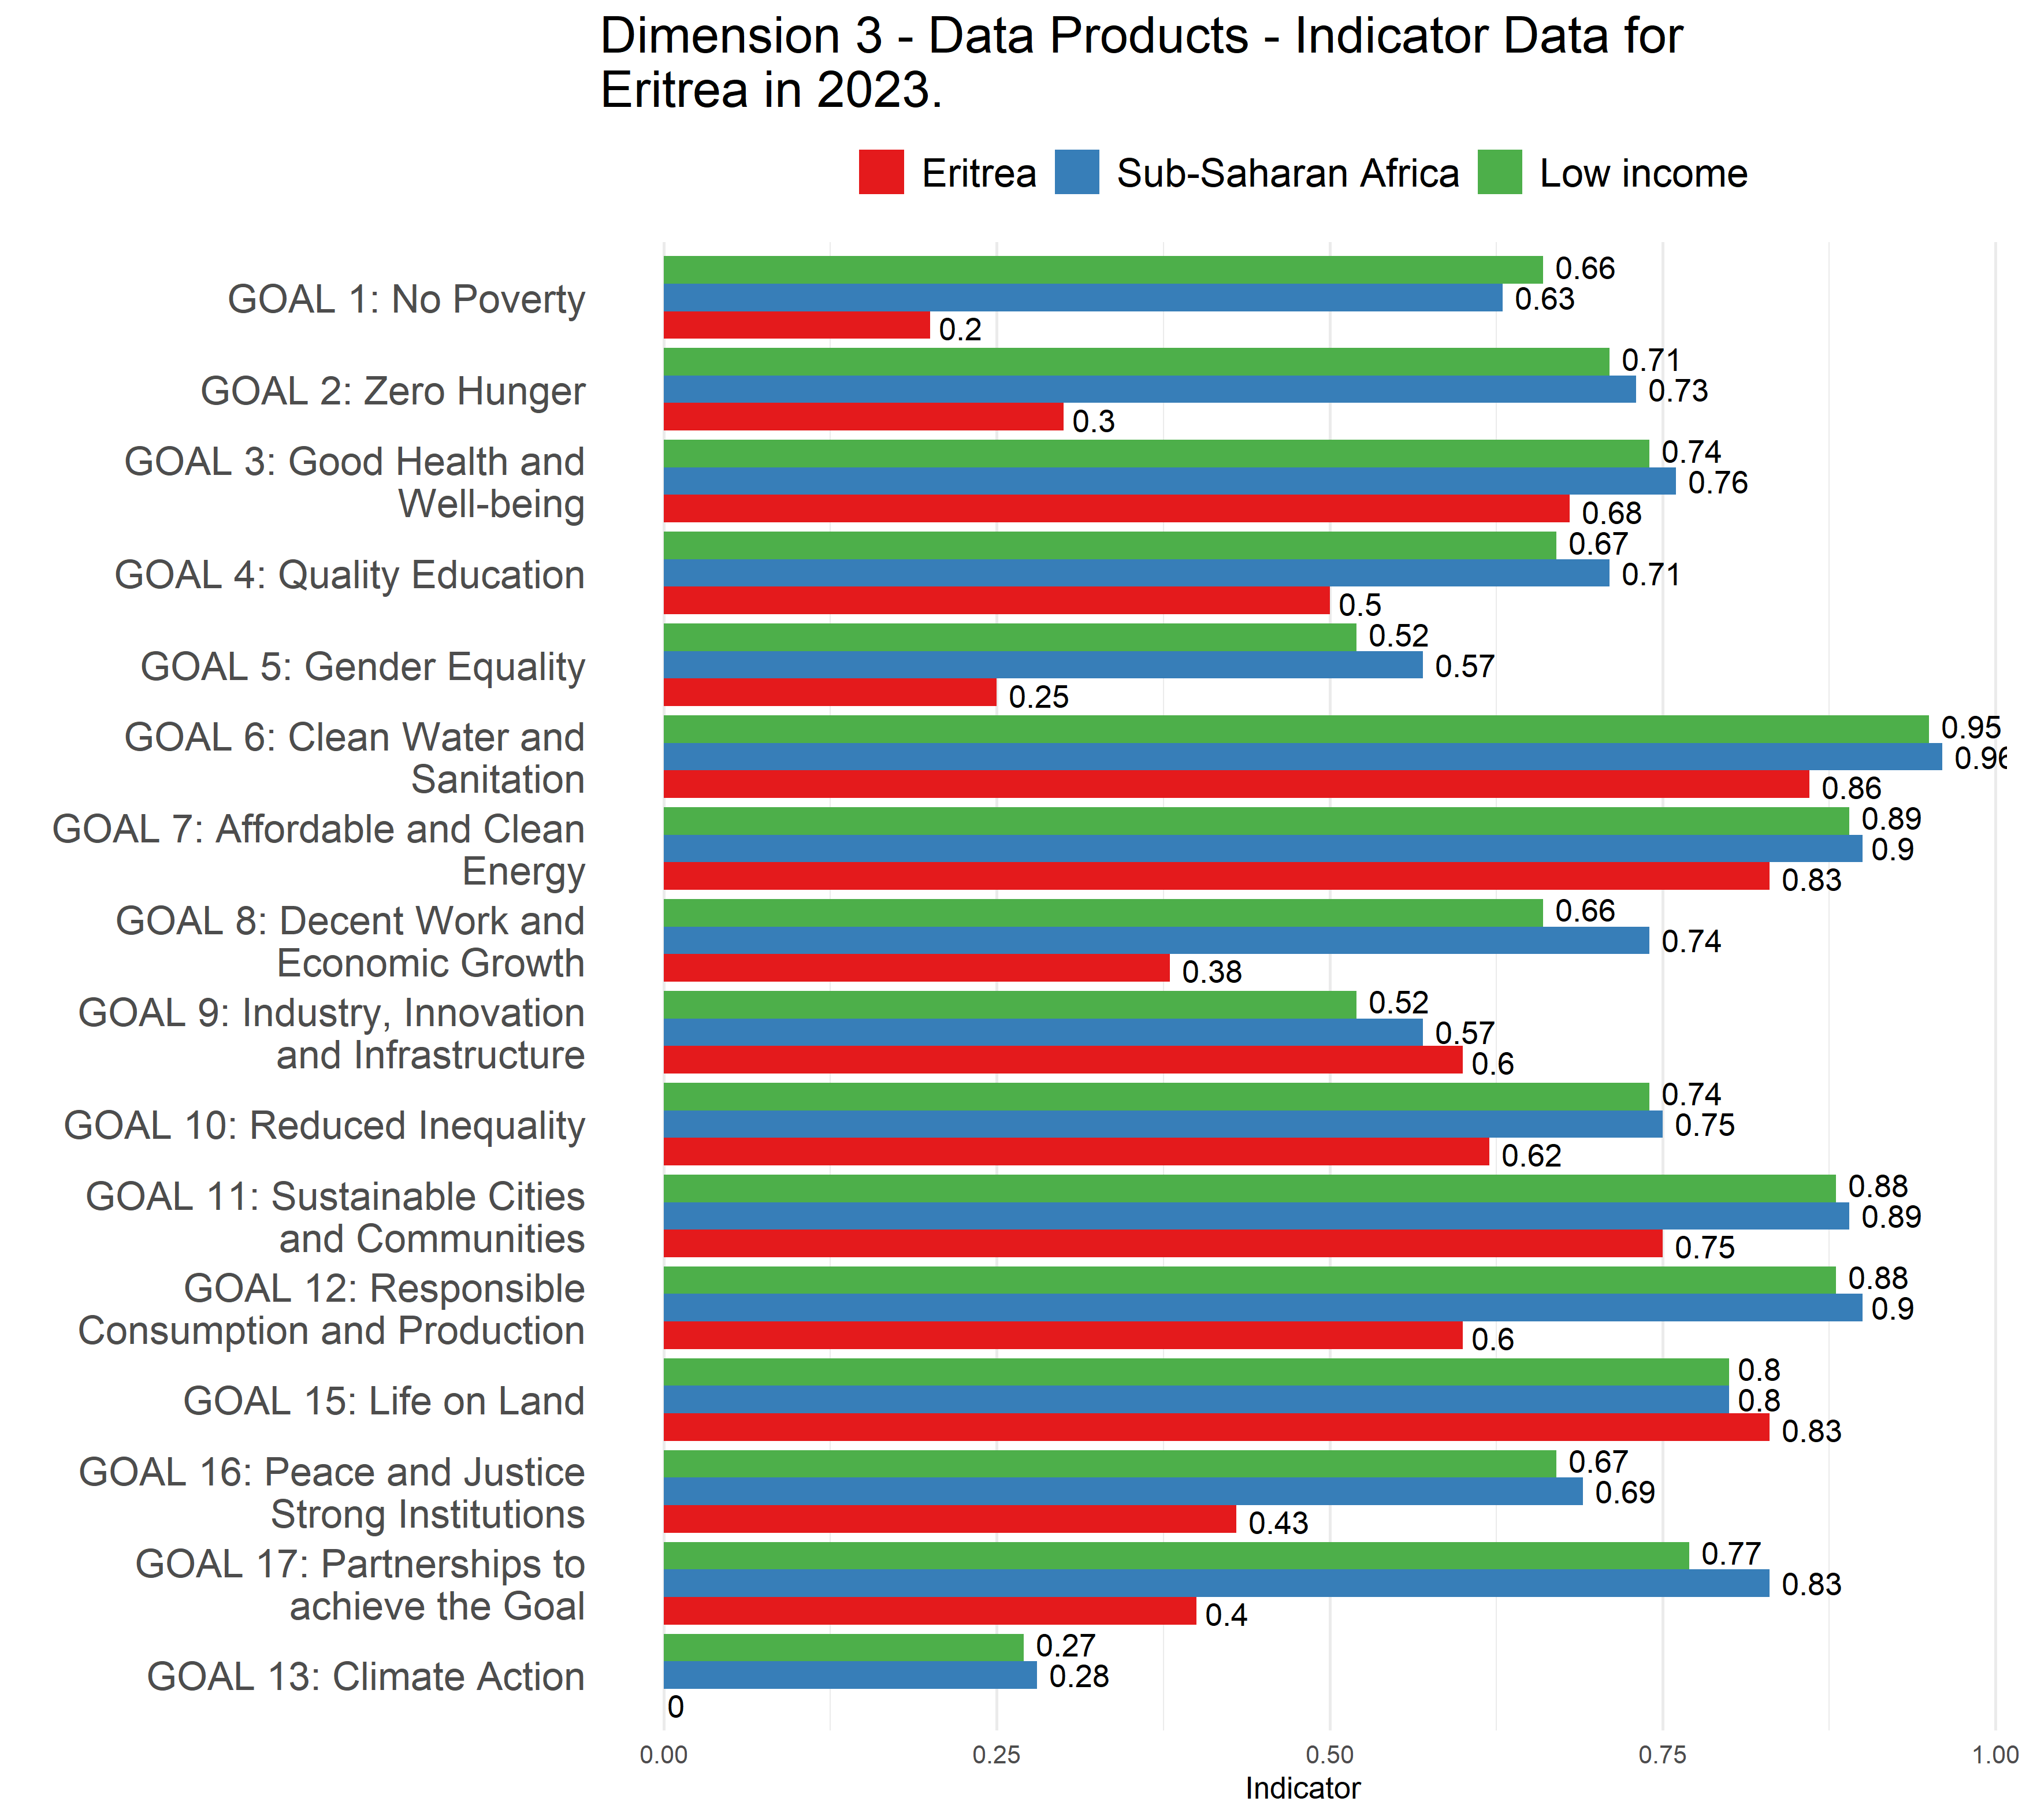 Dimension 3 - Data Products - Indicator Data for
Eritrea in 2023.
Eritrea Sub-Saharan Africa Low income
GOAL 1: No Poverty
0.66
0.63
0.2
GOAL 2: Zero Hunger
0.71
0.73
0.3
GOAL 3: Good Health and
Well-being
0.74
0.76
0.68
GOAL 4: Quality Education
0.67
0.71
0.5
GOAL 5: Gender Equality
0.52
0.57
0.25
GOAL 6: Clean Water and
Sanitation
0.95
0.96
0.86
GOAL 7: Affordable and Clean
Energy
0.89
0.9
0.83
GOAL 8: Decent Work and
Economic Growth
0.66
0.74
0.38
GOAL 9: Industry, Innovation
and Infrastructure
0.52
0.57
0.6
GOAL 10: Reduced Inequality
0.74
0.75
0.62
GOAL 11: Sustainable Cities
and Communities
0.88
0.89
0.75
GOAL 12: Responsible
Consumption and Production
0.88
0.9
0.6
GOAL 15: Life on Land
0.8
0.8
0.83
GOAL 16: Peace and Justice
Strong Institutions
0.67
0.69
0.43
GOAL 17: Partnerships to
achieve the Goal
0.77
0.83
0.4
GOAL 13: Climate Action
0.27
0.28
0
0.00 0.25 0.50 0.75 1.00
Indicator